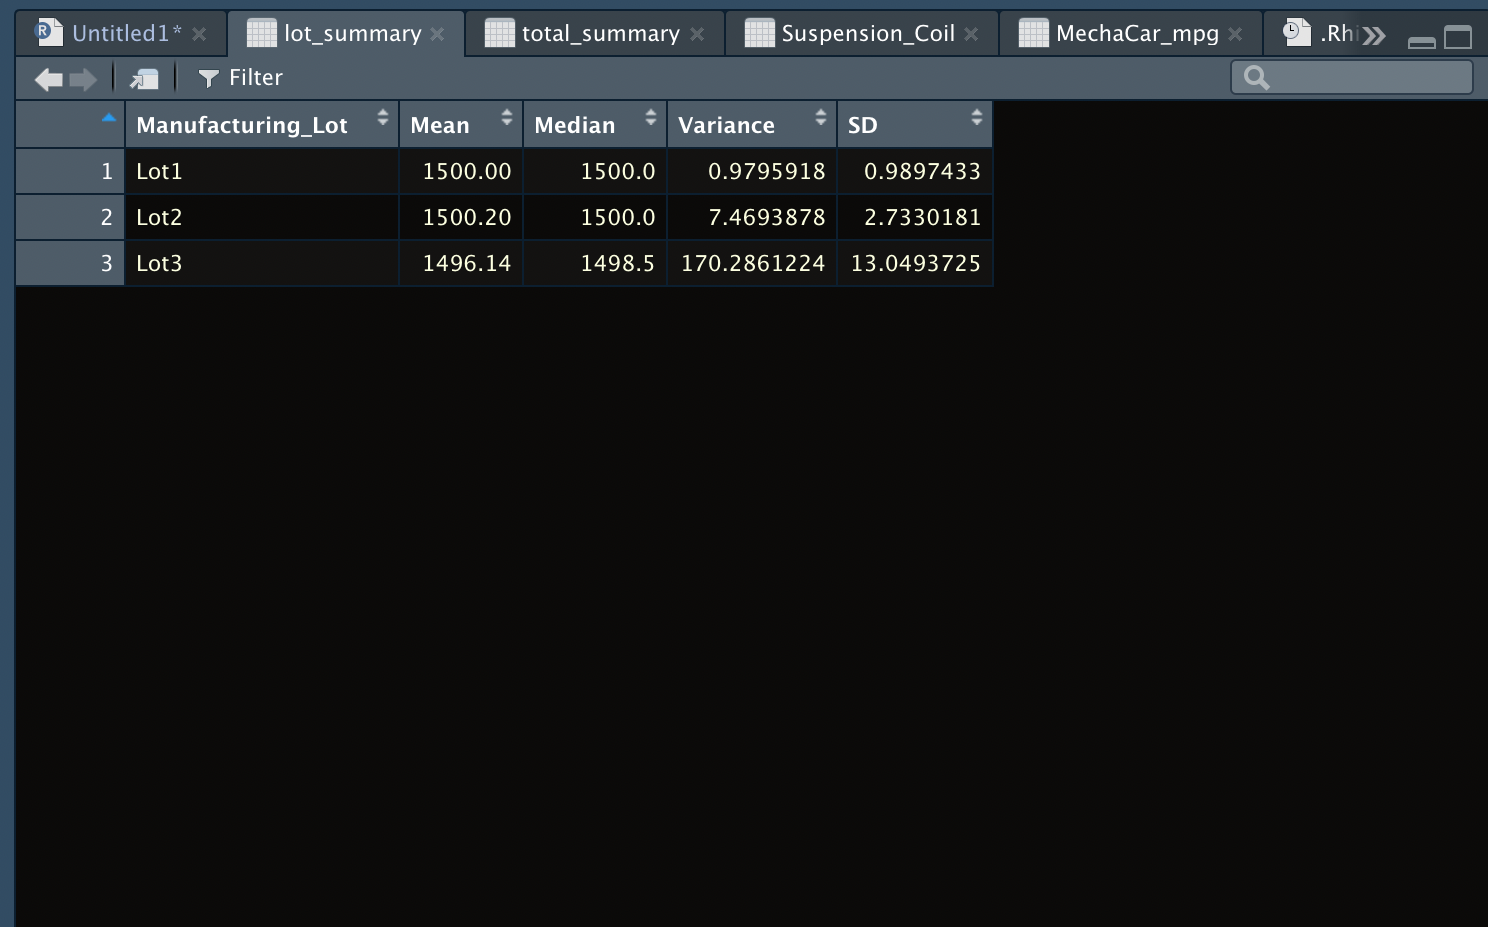 Untitled1* lot_summary total_summary Suspension_Coil MechaCar_mpg .Rhi
Filter
Manufacturing_Lot Mean Median Variance SD
1 Lot1 1500.00 1500.0 0.9795918 0.9897433
2 Lot2 1500.20 1500.0 7.4693878 2.7330181
3 Lot3 1496.14 1498.5 170.2861224 13.0493725